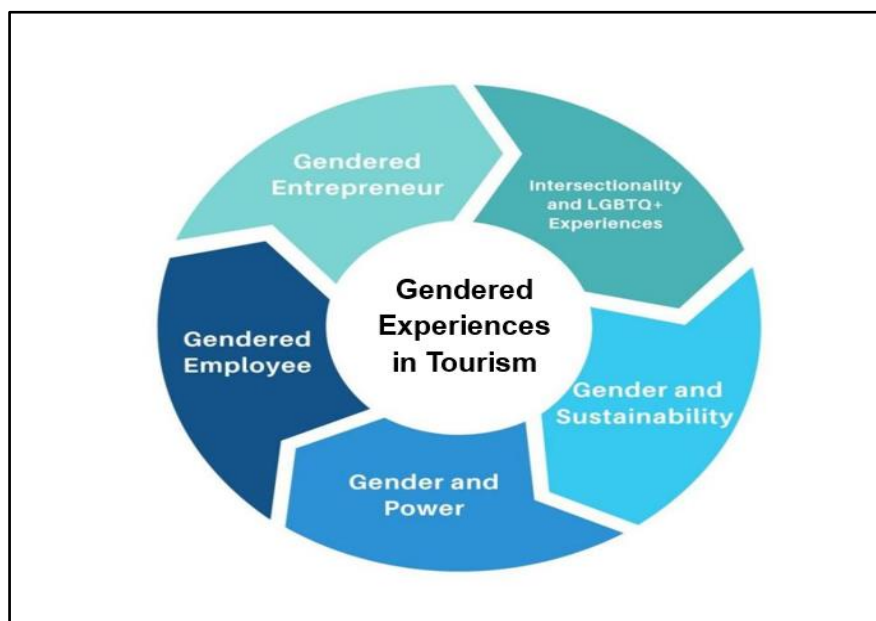 Gendered
Entrepreneur
Intersectionality
and LGBTQ+
Experiences
Gendered
Experiences
in Tourism
Gendered
Employee
Gender and
Sustainability
Gender and
Power